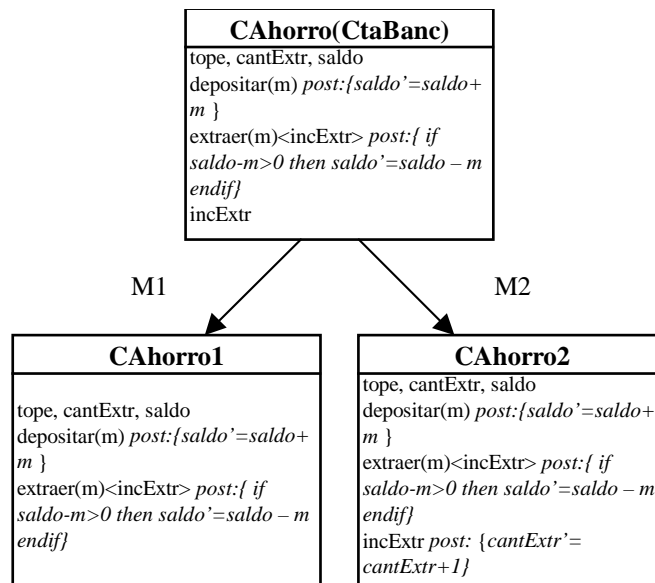 CAhorro(CtaBanc)
tope, cantExtr, saldo
depositar(m) post:{saldo’=saldo+
m }
extraer(m)<incExtr> post:{ if
saldo-m>0 then saldo’=saldo – m
endif}
incExtr
M1
M2
CAhorro1
tope, cantExtr, saldo
depositar(m) post:{saldo’=saldo+
m }
extraer(m)<incExtr> post:{ if
saldo-m>0 then saldo’=saldo – m
endif}
CAhorro2
tope, cantExtr, saldo
depositar(m) post:{saldo’=saldo+
m }
extraer(m)<incExtr> post:{ if
saldo-m>0 then saldo’=saldo – m
endif}
incExtr post: {cantExtr’=
cantExtr+1}